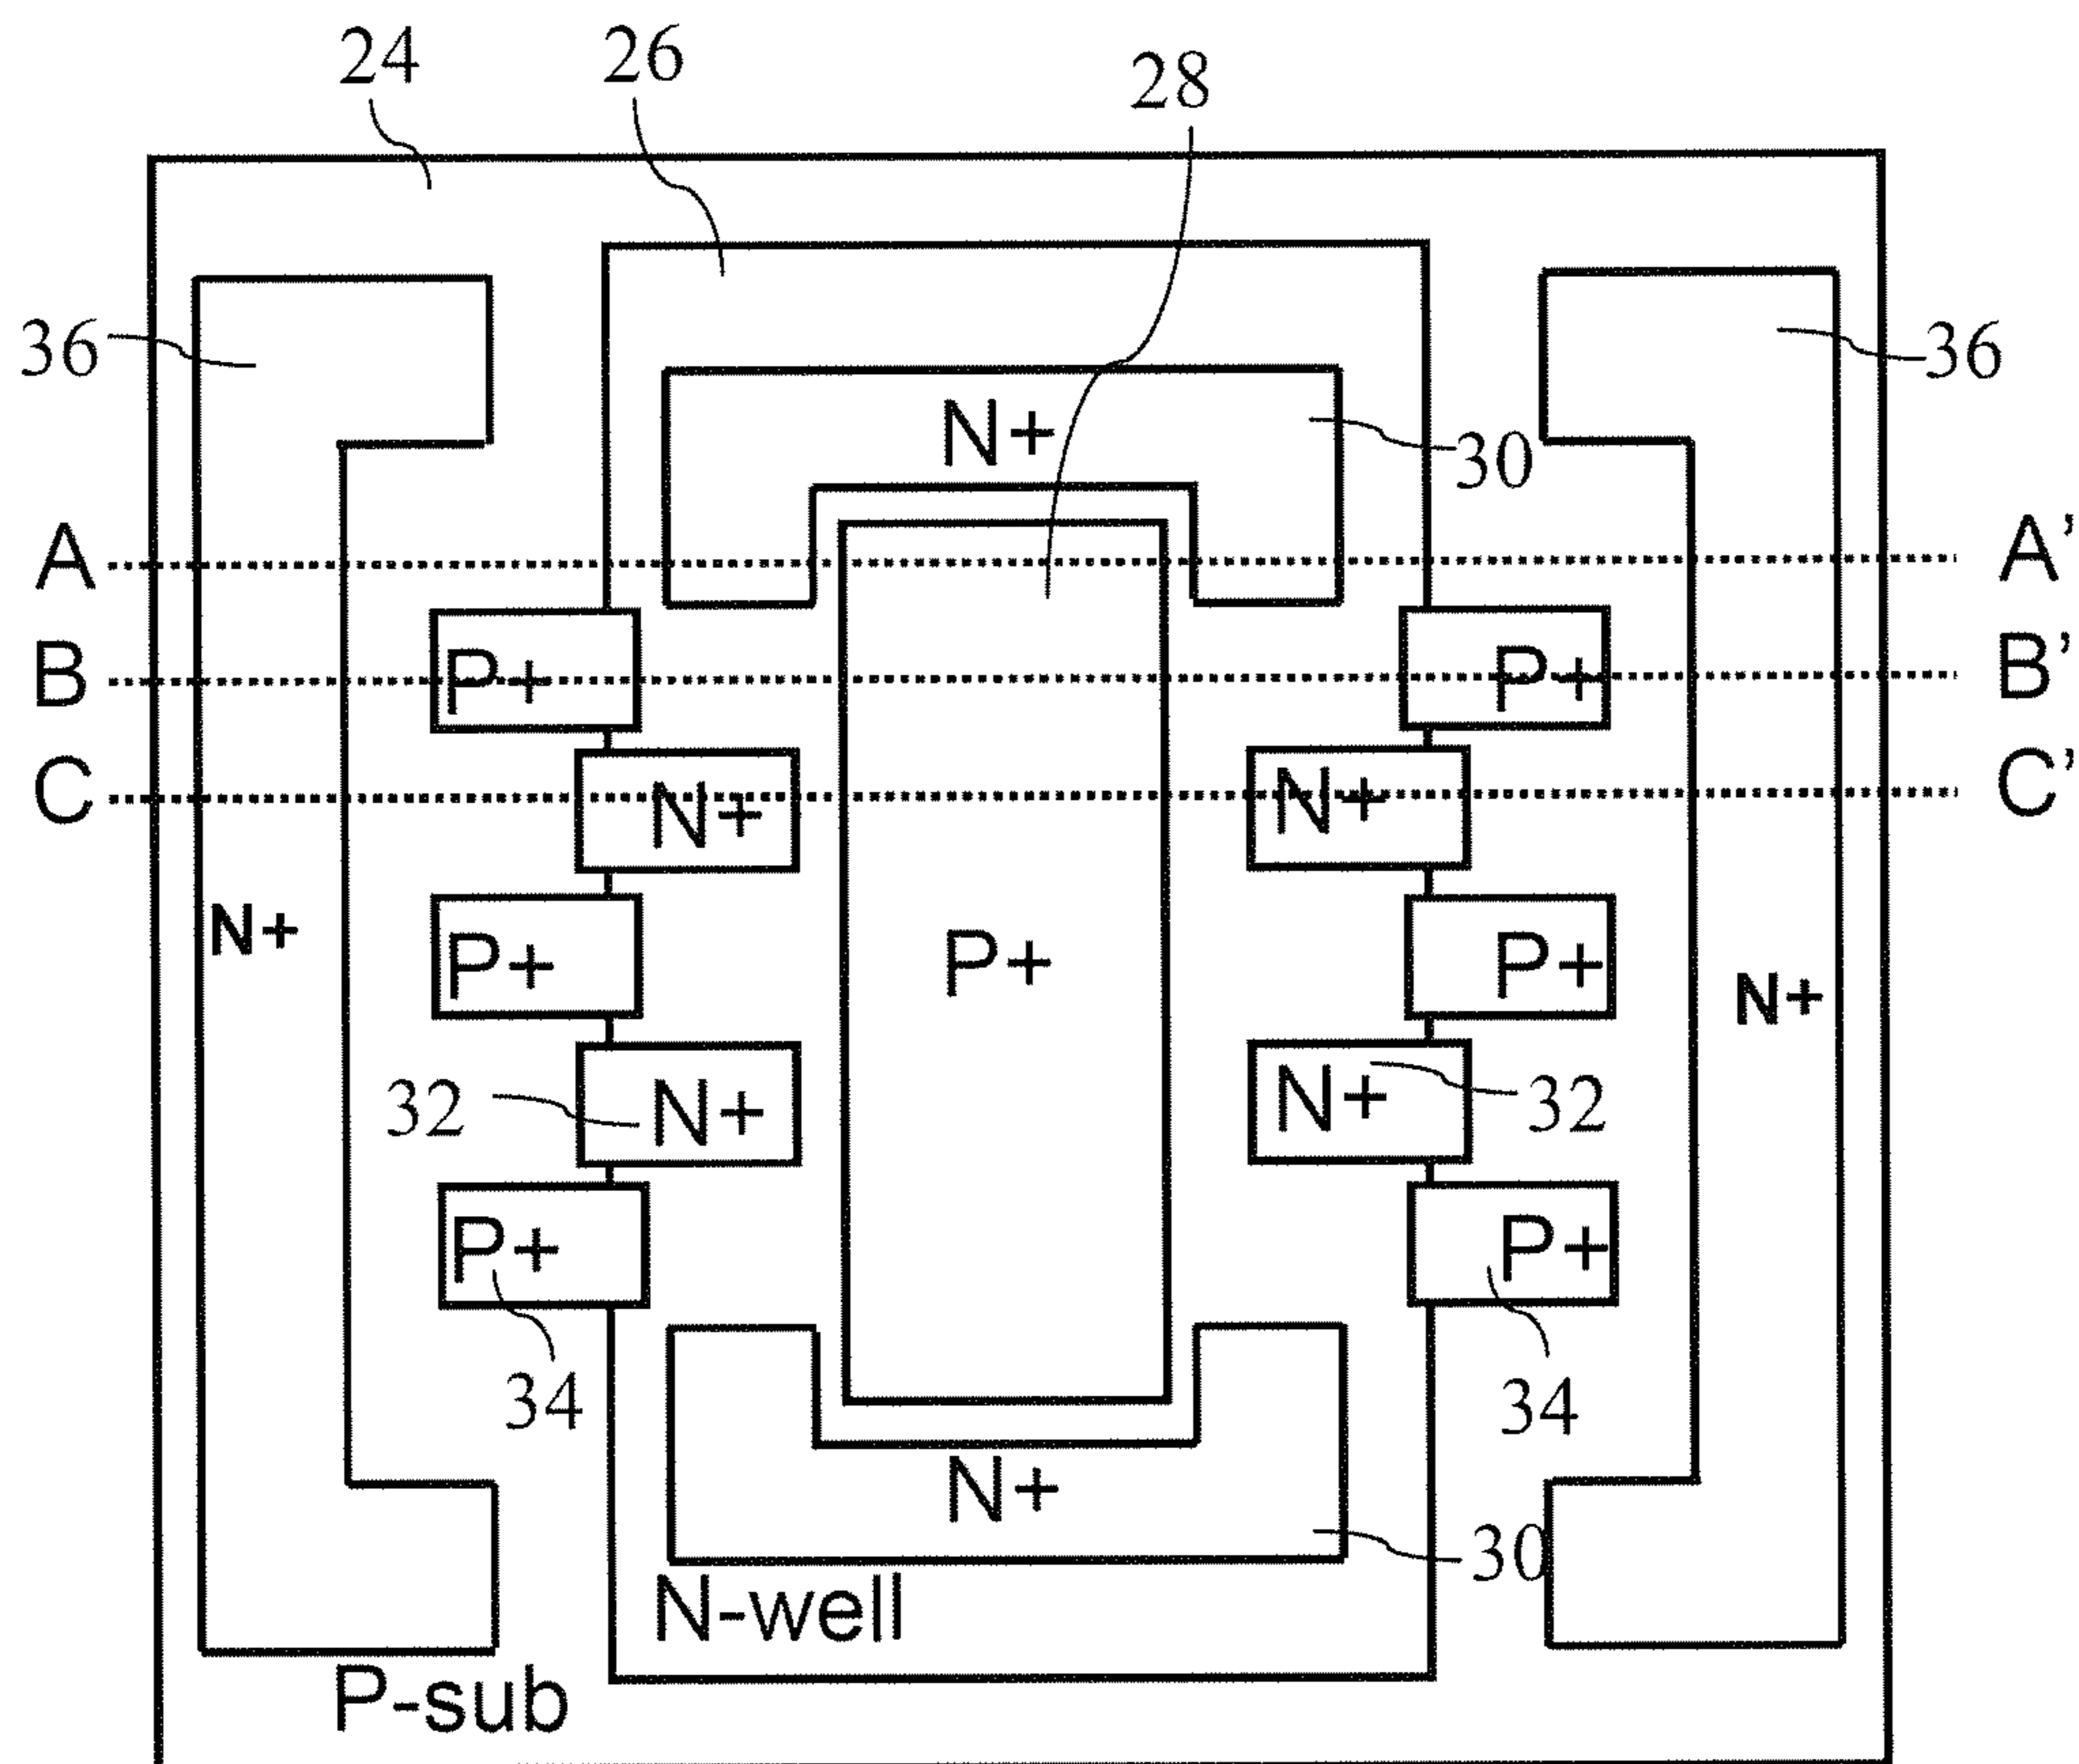 24 26 28
36 36
N+ 30
A A’
B P+ P+ B’
C N+ N+ C’
N+ P+ P+ P+ N+
32 N+ N+ 32
P+ P+
34 34
N+
30
N-well
P-sub